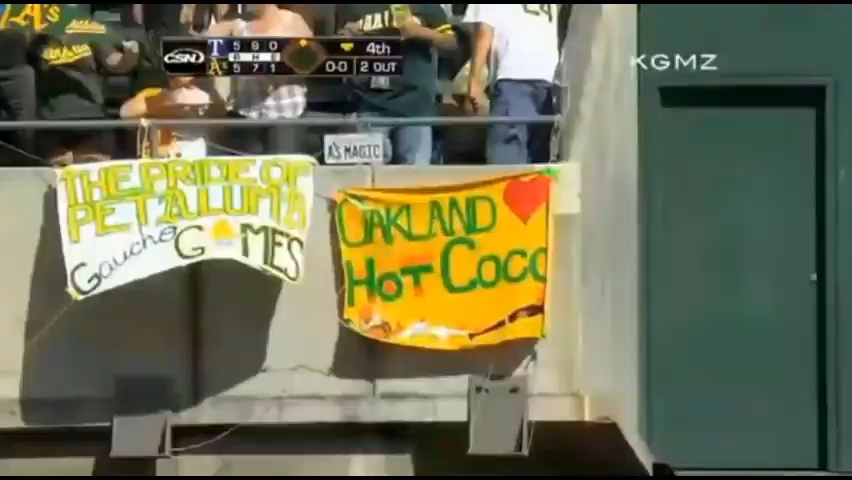 CSN
T 5 9 0
R H E
A's 5 7 1
4th
0-0 2 OUT
KGMZ
A'S MAGIC
THE PRIDE OF
PETALUMA
Gaucho GOMES
OAKLAND
HOT COCO